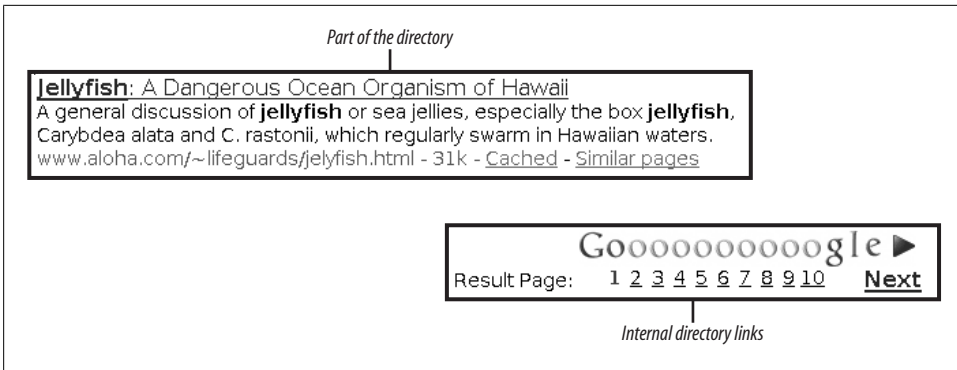 Part of the directory
Jellyfish: A Dangerous Ocean Organism of Hawaii
A general discussion of jellyfish or sea jellies, especially the box jellyfish,
Carybdea alata and C. rastonii, which regularly swarm in Hawaiian waters.
www.aloha.com/~lifeguards/jelyfish.html - 31k - Cached - Similar pages
Goooooooooogle
Result Page: 1 2 3 4 5 6 7 8 9 10 Next
Internal directory links